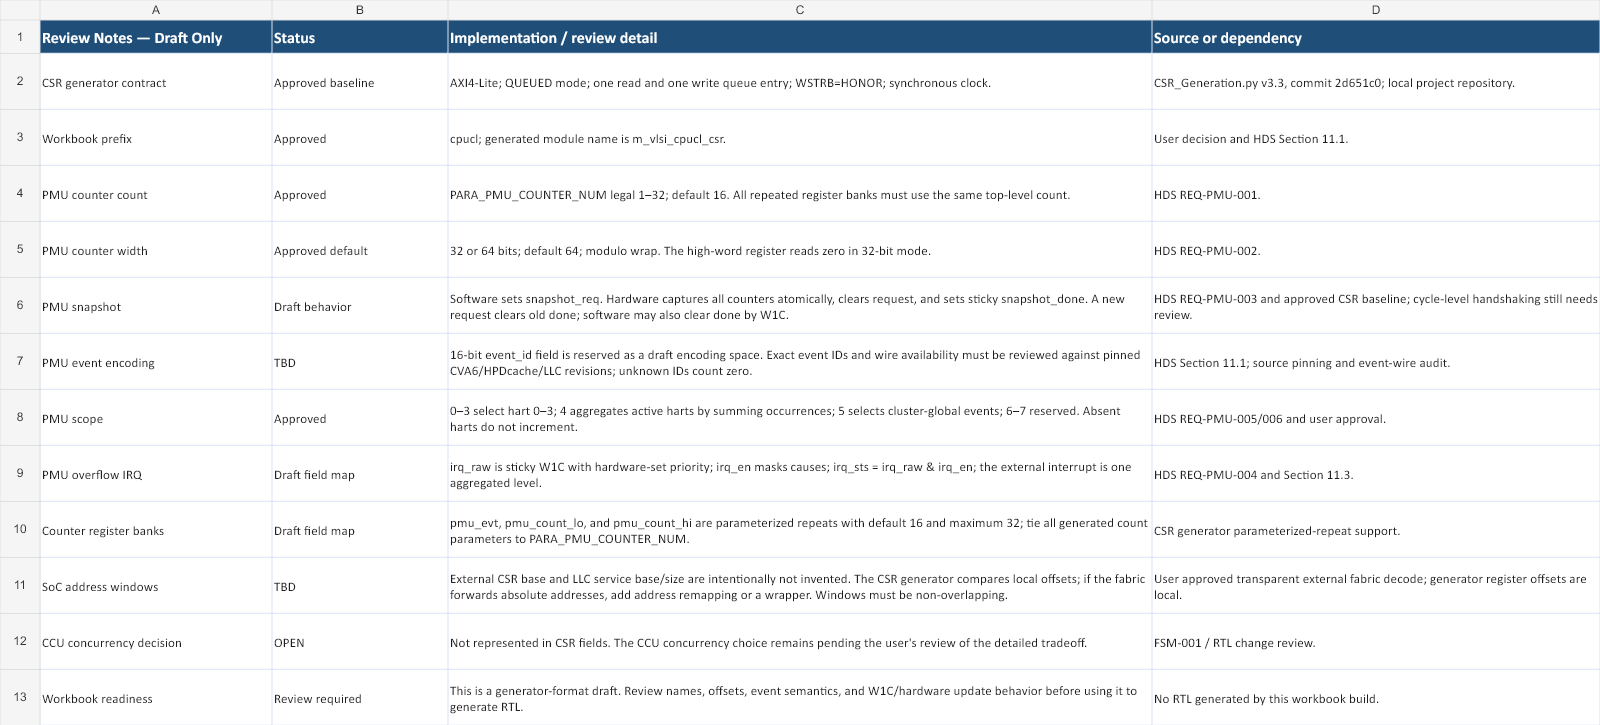 A B C D
1 Review Notes — Draft Only Status Implementation / review detail Source or dependency
2 CSR generator contract Approved baseline AXI4-Lite; QUEUED mode; one read and one write queue entry; WSTRB=HONOR; synchronous clock. CSR_Generation.py v3.3, commit 2d651c0; local project repository.
3 Workbook prefix Approved cpucl; generated module name is m_vlsi_cpucl_csr. User decision and HDS Section 11.1.
4 PMU counter count Approved PARA_PMU_COUNTER_NUM legal 1–32; default 16. All repeated register banks must use the same top-level count. HDS REQ-PMU-001.
5 PMU counter width Approved default 32 or 64 bits; default 64; modulo wrap. The high-word register reads zero in 32-bit mode. HDS REQ-PMU-002.
6 PMU snapshot Draft behavior Software sets snapshot_req. Hardware captures all counters atomically, clears request, and sets sticky snapshot_done. A new
request clears old done; software may also clear done by W1C.
HDS REQ-PMU-003 and approved CSR baseline; cycle-level handshaking still needs
review.
7 PMU event encoding TBD 16-bit event_id field is reserved as a draft encoding space. Exact event IDs and wire availability must be reviewed against pinned
CVA6/HPDcache/LLC revisions; unknown IDs count zero.
HDS Section 11.1; source pinning and event-wire audit.
8 PMU scope Approved 0–3 select hart 0–3; 4 aggregates active harts by summing occurrences; 5 selects cluster-global events; 6–7 reserved. Absent
harts do not increment.
HDS REQ-PMU-005/006 and user approval.
9 PMU overflow IRQ Draft field map irq_raw is sticky W1C with hardware-set priority; irq_en masks causes; irq_sts = irq_raw & irq_en; the external interrupt is one
aggregated level.
HDS REQ-PMU-004 and Section 11.3.
10 Counter register banks Draft field map pmu_evt, pmu_count_lo, and pmu_count_hi are parameterized repeats with default 16 and maximum 32; tie all generated count
parameters to PARA_PMU_COUNTER_NUM.
CSR generator parameterized-repeat support.
11 SoC address windows TBD External CSR base and LLC service base/size are intentionally not invented. The CSR generator compares local offsets; if the fabric
forwards absolute addresses, add address remapping or a wrapper. Windows must be non-overlapping.
User approved transparent external fabric decode; generator register offsets are
local.
12 CCU concurrency decision OPEN Not represented in CSR fields. The CCU concurrency choice remains pending the user's review of the detailed tradeoff. FSM-001 / RTL change review.
13 Workbook readiness Review required This is a generator-format draft. Review names, offsets, event semantics, and W1C/hardware update behavior before using it to
generate RTL.
No RTL generated by this workbook build.